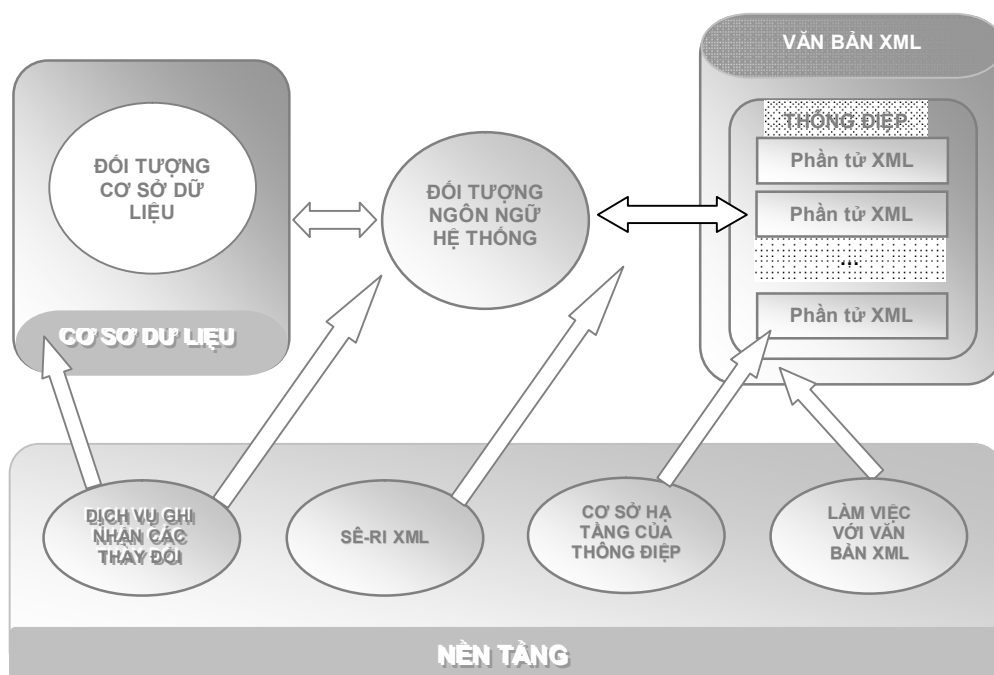 VĂN BẢN XML
THÔNG ĐIỆP
Phần tử XML
Phần tử XML
...
Phần tử XML
ĐỐI TƯỢNG
CƠ SỞ DỮ
LIỆU
CƠ SƠ DƯ LIỆU
ĐỐI TƯỢNG
NGÔN NGỮ
HỆ THỐNG
DỊCH VỤ GHI
NHẬN CÁC
THAY ĐỔI
SÊ-RI XML
CƠ SỞ HẠ
TẦNG CỦA
THÔNG ĐIỆP
LÀM VIỆC
VỚI VĂN
BẢN XML
NỀN TẢNG